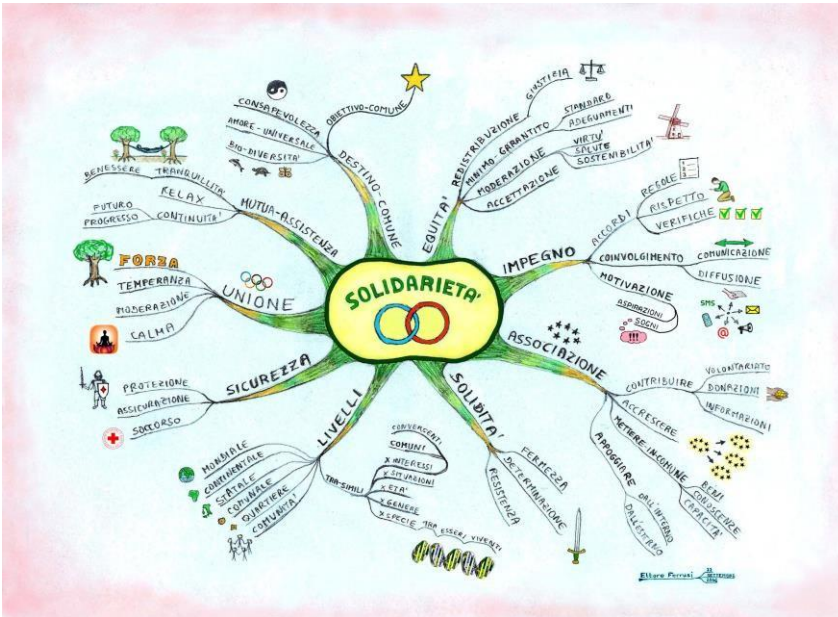 SOLIDARIETA'
DESTINO-COMUNE
OBIETTIVO-COMUNE
CONSAPEVOLEZZA
AMORE-UNIVERSALE
BIO-DIVERSITA'
EQUITA'
REDISTRIBUZIONE
GIUSTIZIA
MINIMO-GARANTITO
STANDARD
ADEGUAMENTI
MODERAZIONE
VIRTU'
SALUTE
SOSTENIBILITA'
ACCETTAZIONE
IMPEGNO
ACCORDI
REGOLE
RISPETTO
VERIFICHE
COINVOLGIMENTO
COMUNICAZIONE
DIFFUSIONE
SMS
@
MOTIVAZIONE
ASPIRAZIONI
SOGNI
!!!
ASSOCIAZIONE
CONTRIBUIRE
VOLONTARIATO
DONAZIONI
INFORMAZIONI
ACCRESCERE
METTERE-IN-COMUNE
BENI
CONOSCENZE
CAPACITA'
APPOGGIARE
DALL'INTERNO
DALL'ESTERNO
SOLIDITA'
FERMEZZA
DETERMINAZIONE
RESISTENZA
LIVELLI
TRA-SIMILI
CONVERGENTI
COMUNI
X INTERESSI
X SITUAZIONI
X ETA'
X GENERE
X SPECIE
TRA ESSERI VIVENTI
MONDIALE
CONTINENTALE
STATALE
COMUNALE
QUARTIERE
COMUNITA'
SICUREZZA
PROTEZIONE
ASSICURAZIONE
SOCCORSO
UNIONE
FORZA
TEMPERANZA
MODERAZIONE
CALMA
MUTUA-ASSISTENZA
BENESSERE
TRANQUILLITA'
RELAX
FUTURO
PROGRESSO
CONTINUITA'
22
SETTEMBRE